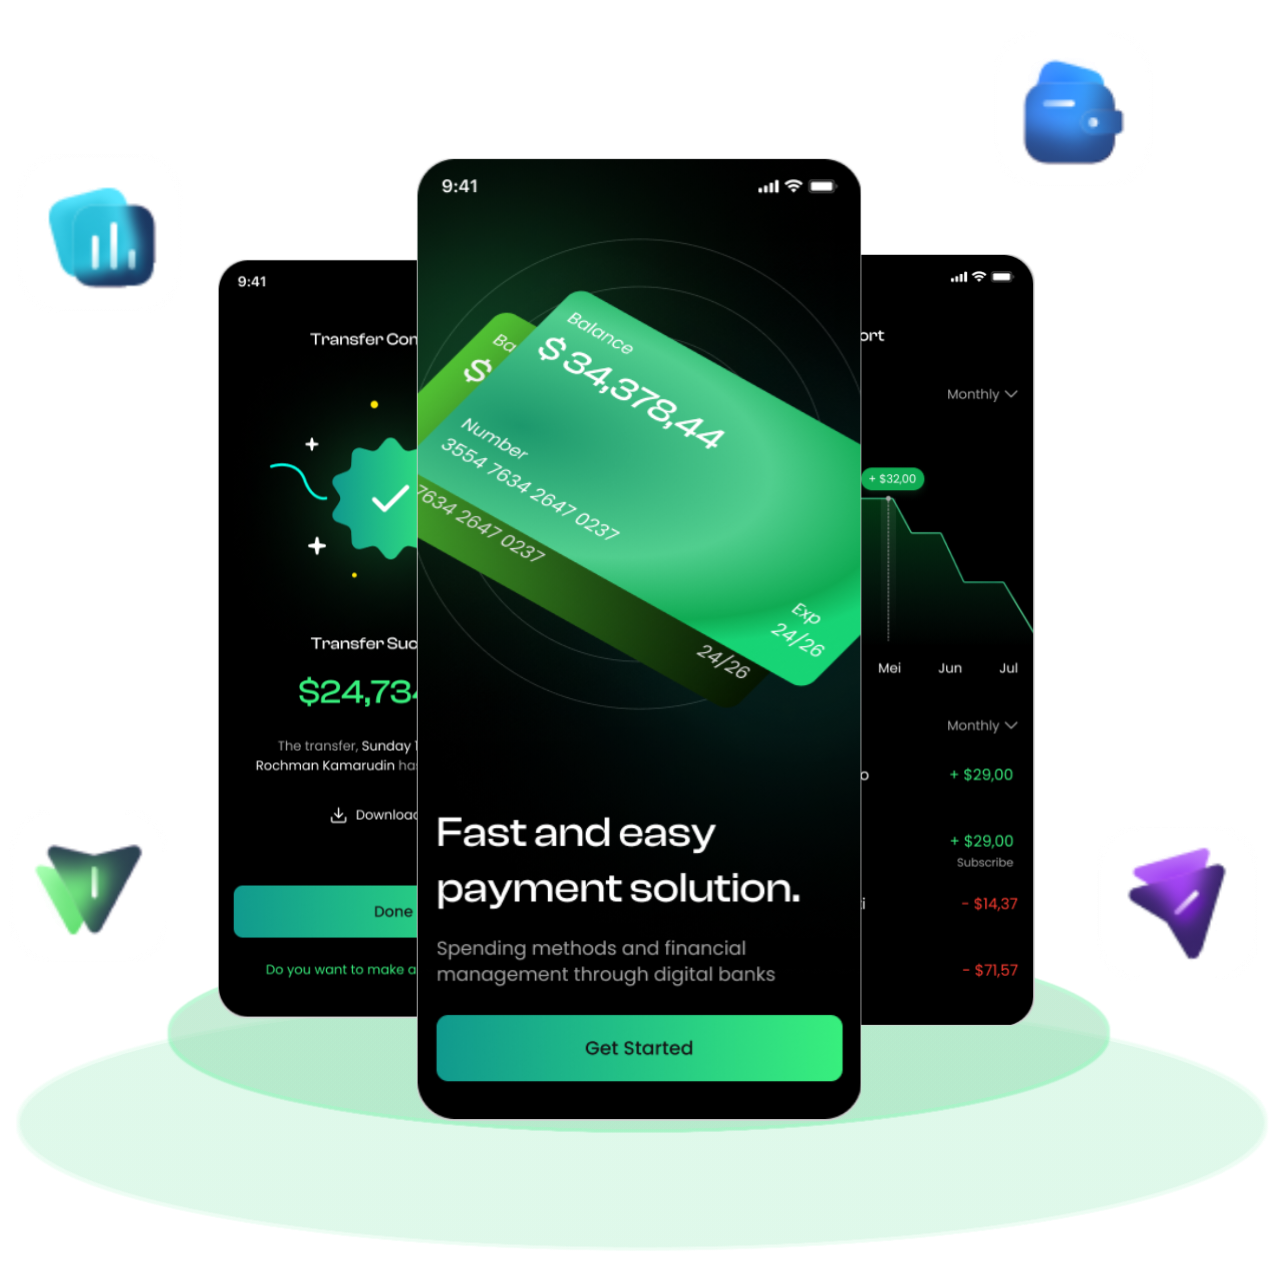 9:41
Transfer Con
Transfer Suc
$24,734
The transfer, Sunday 1
Rochman Kamarudin has
Download
Done
Do you want to make a
9:41
Balance
$34,378,44
Number
3554 7634 2647 0237
Exp
24/26
Ba
$
7634 2647 0237
24/26
Fast and easy
payment solution.
Spending methods and financial
management through digital banks
Get Started
ort
Monthly
+ $32,00
Mei Jun Jul
Monthly
o + $29,00
+ $29,00
Subscribe
i - $14,37
- $71,57